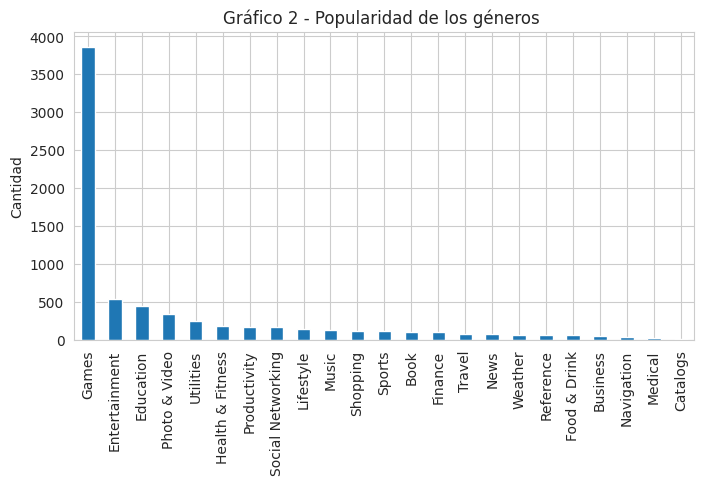 Gráfico 2 - Popularidad de los géneros
Cantidad
4000
3500
3000
2500
2000
1500
1000
500
0
Games
Entertainment
Education
Photo & Video
Utilities
Health & Fitness
Productivity
Social Networking
Lifestyle
Music
Shopping
Sports
Book
Finance
Travel
News
Weather
Reference
Food & Drink
Business
Navigation
Medical
Catalogs